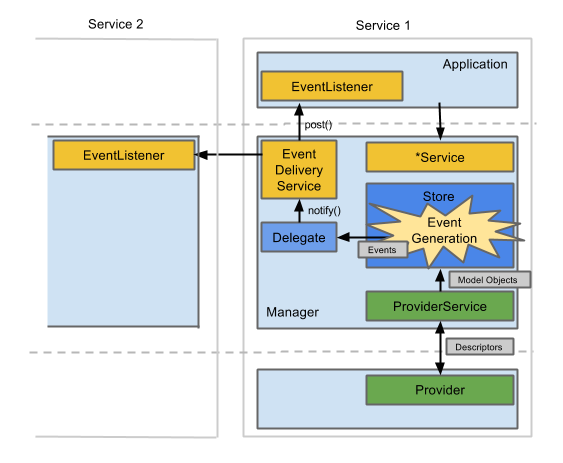 Service 2
Service 1
Application
EventListener
post()
EventListener
Event
Delivery
Service
*Service
Store
Event
Generation
notify()
Delegate
Events
Model Objects
Manager
ProviderService
Descriptors
Provider